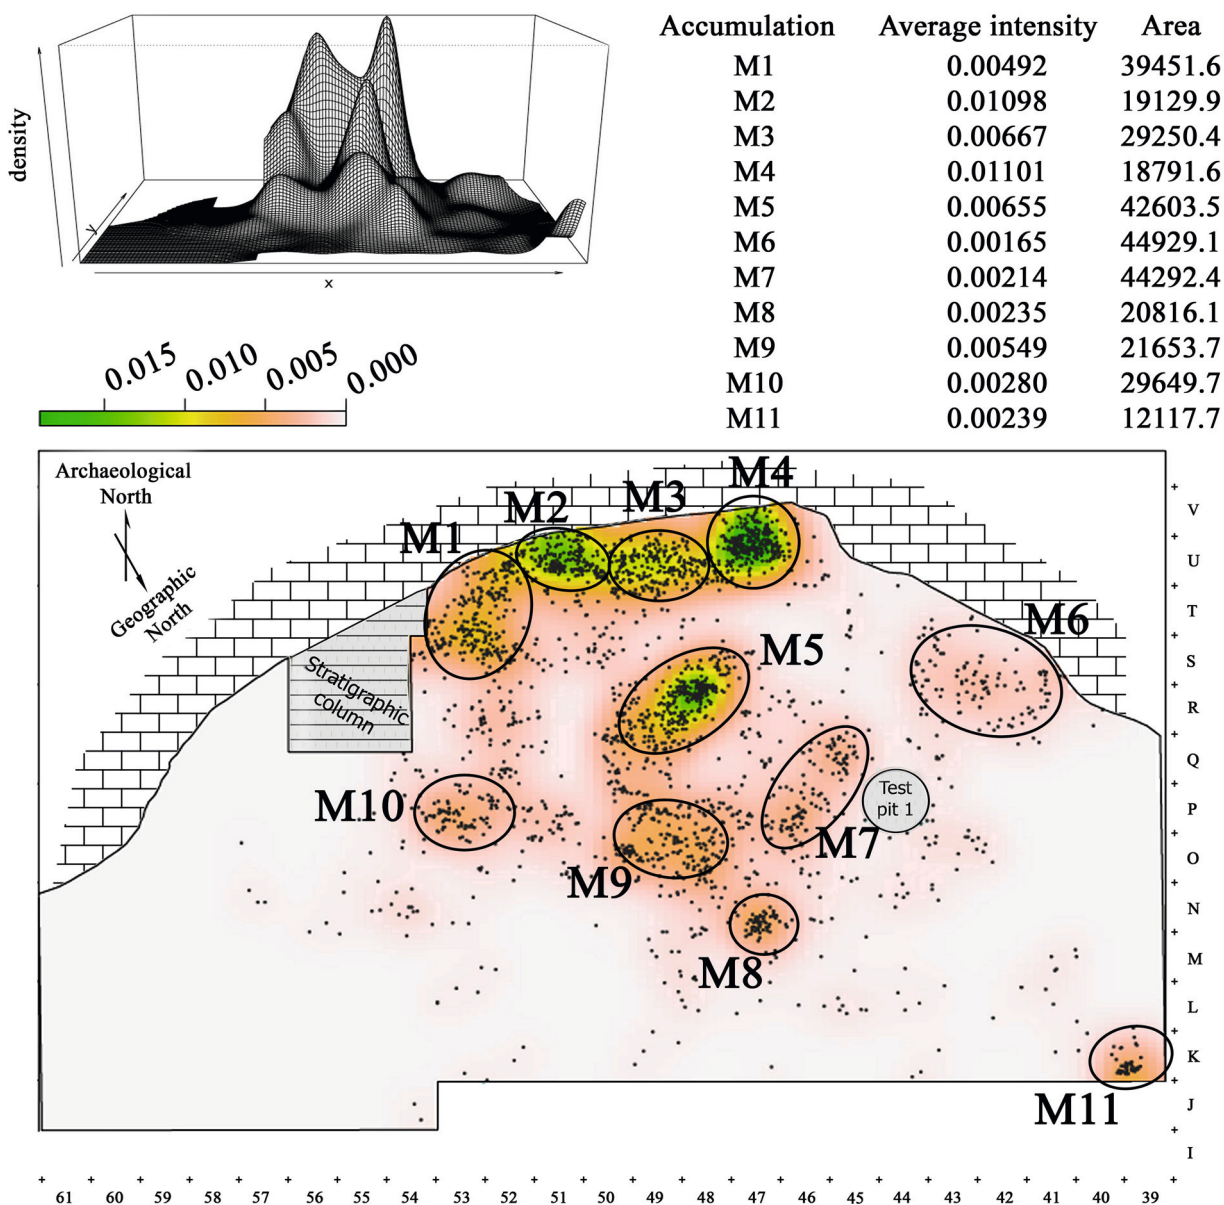 density
y
x
Accumulation Average intensity Area
M1 0.00492 39451.6
M2 0.01098 19129.9
M3 0.00667 29250.4
M4 0.01101 18791.6
M5 0.00655 42603.5
M6 0.00165 44929.1
M7 0.00214 44292.4
M8 0.00235 20816.1
M9 0.00549 21653.7
M10 0.00280 29649.7
M11 0.00239 12117.7
0.015 0.010 0.005 0.000
Archaeological
North
Geographic
North
M1
M2
M3
M4
M5
M6
Stratigraphic
column
M10
M9
M7
Test
pit 1
M8
M11
V
U
T
S
R
Q
P
O
N
M
L
K
J
I
61 60 59 58 57 56 55 54 53 52 51 50 49 48 47 46 45 44 43 42 41 40 39